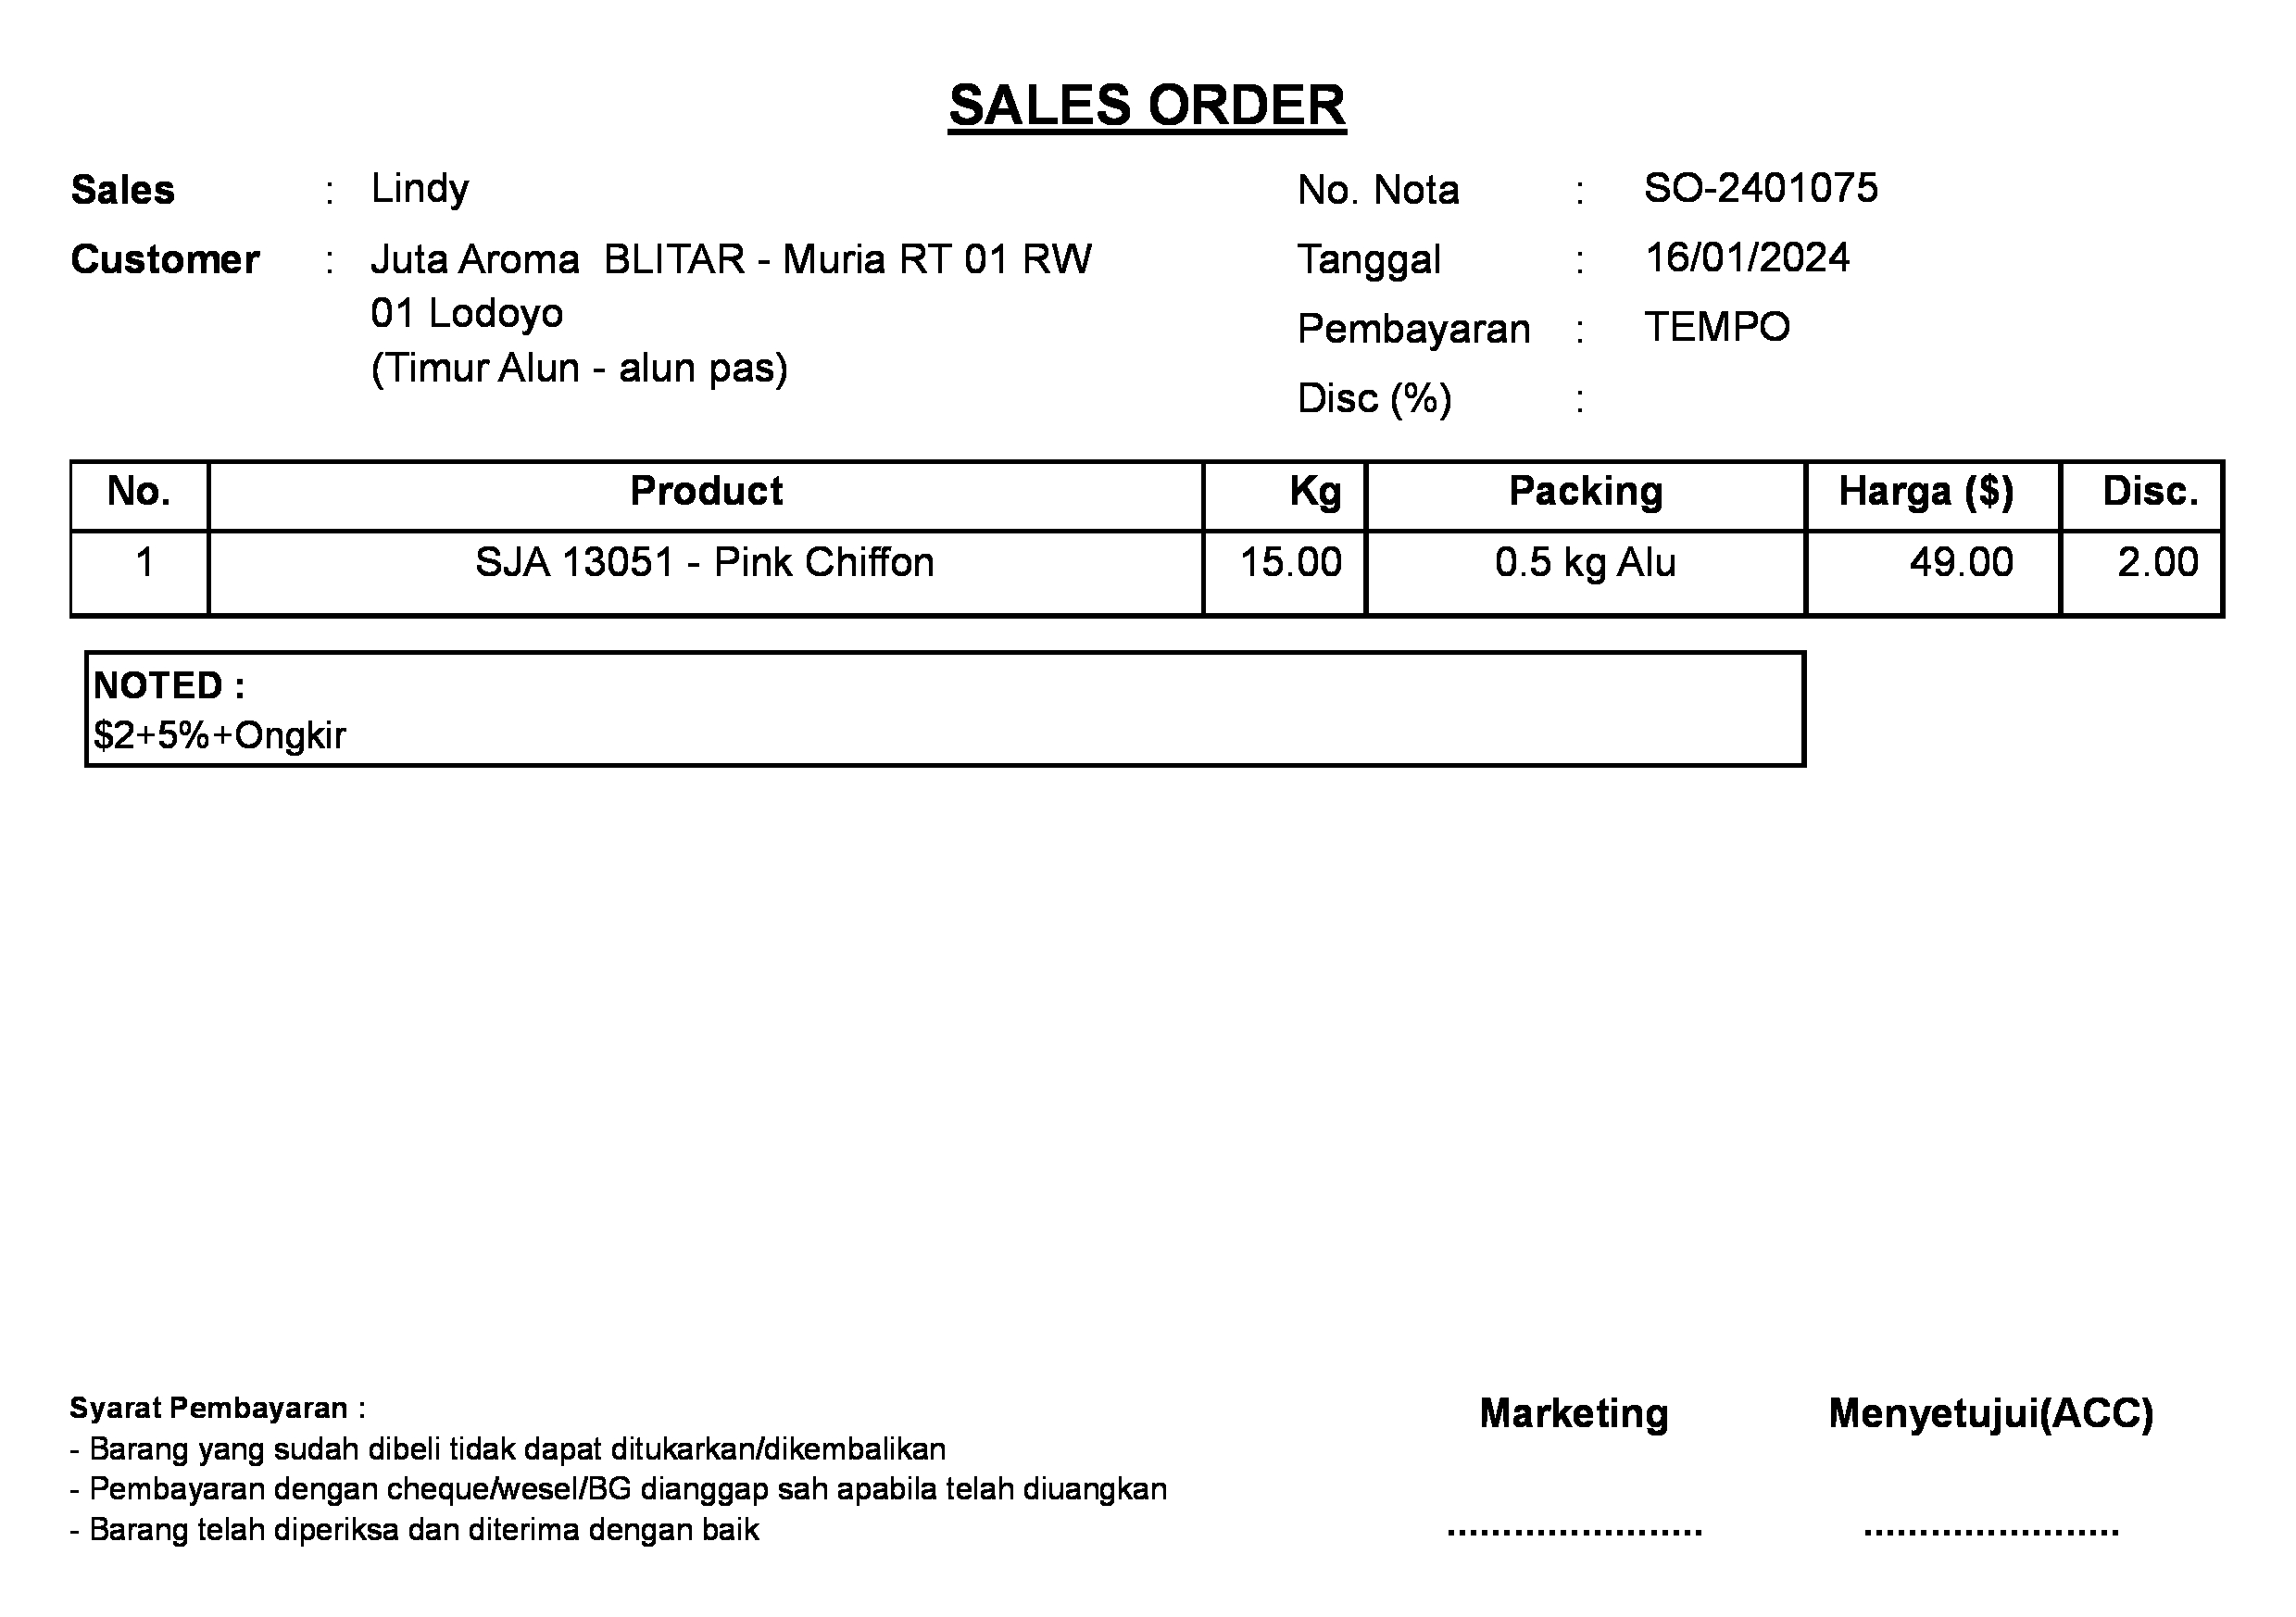 SALES ORDER
Sales : Lindy
No. Nota : SO-2401075
Customer : Juta Aroma BLITAR - Muria RT 01 RW
01 Lodoyo
(Timur Alun - alun pas)
Tanggal : 16/01/2024
Pembayaran : TEMPO
Disc (%) :
No. Product Kg Packing Harga ($) Disc.
1 SJA 13051 - Pink Chiffon 15.00 0.5 kg Alu 49.00 2.00
NOTED :
$2+5%+Ongkir
Syarat Pembayaran :
- Barang yang sudah dibeli tidak dapat ditukarkan/dikembalikan
- Pembayaran dengan cheque/wesel/BG dianggap sah apabila telah diuangkan
- Barang telah diperiksa dan diterima dengan baik
Marketing Menyetujui(ACC)
........................ ........................